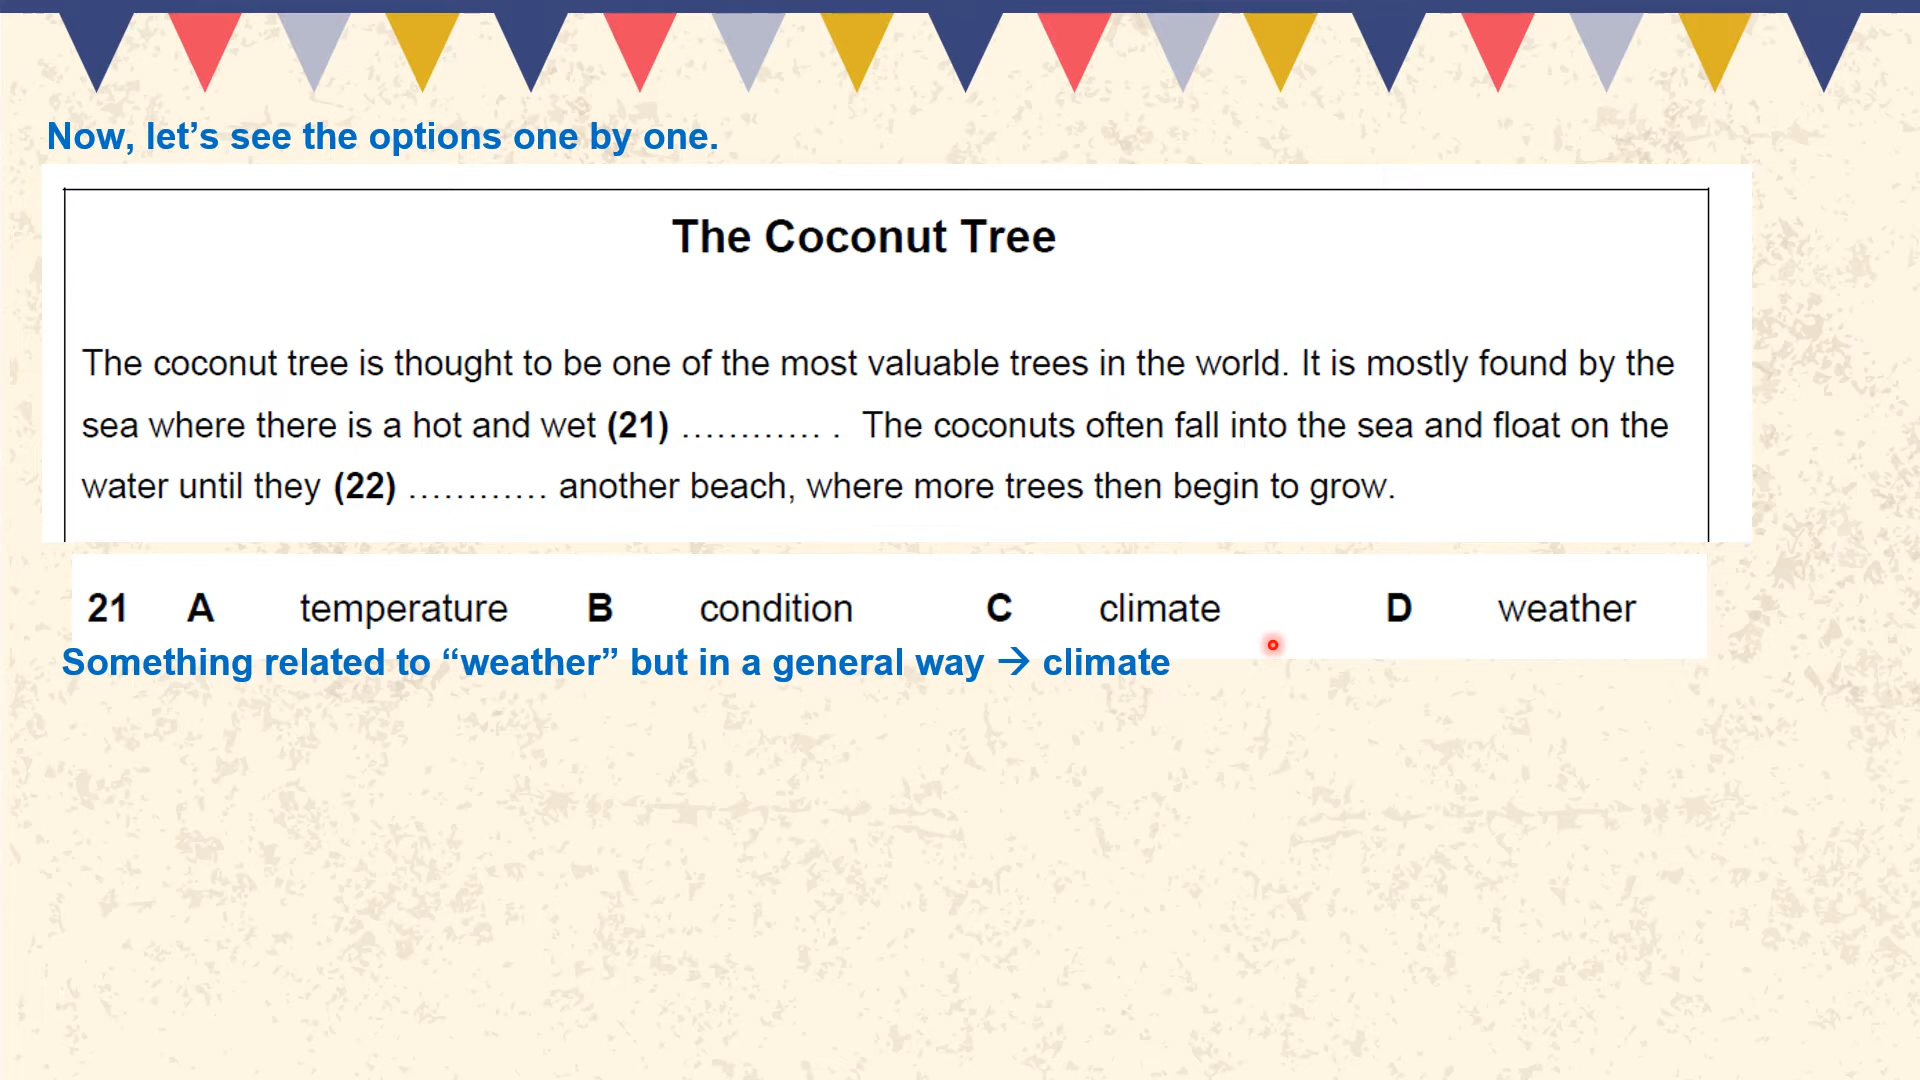 Now, let’s see the options one by one.
The Coconut Tree
The coconut tree is thought to be one of the most valuable trees in the world. It is mostly found by the
sea where there is a hot and wet (21) ………… . The coconuts often fall into the sea and float on the
water until they (22) ………… another beach, where more trees then begin to grow.
21 A temperature B condition C climate D weather
Something related to “weather” but in a general way → climate